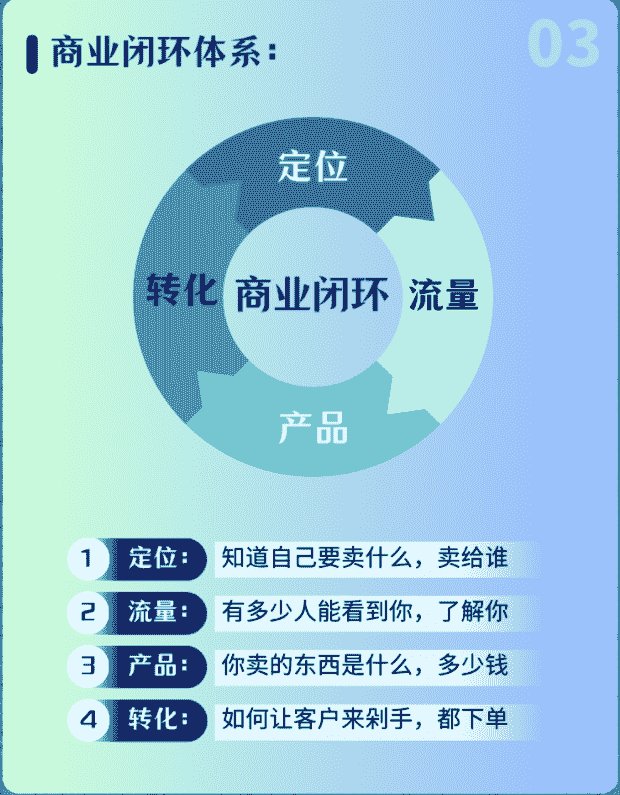 商业闭环体系：
03
定位
转化
商业闭环
流量
产品
1 定位： 知道自己要卖什么，卖给谁
2 流量： 有多少人能看到你，了解你
3 产品： 你卖的东西是什么，多少钱
4 转化： 如何让客户来剁手，都下单